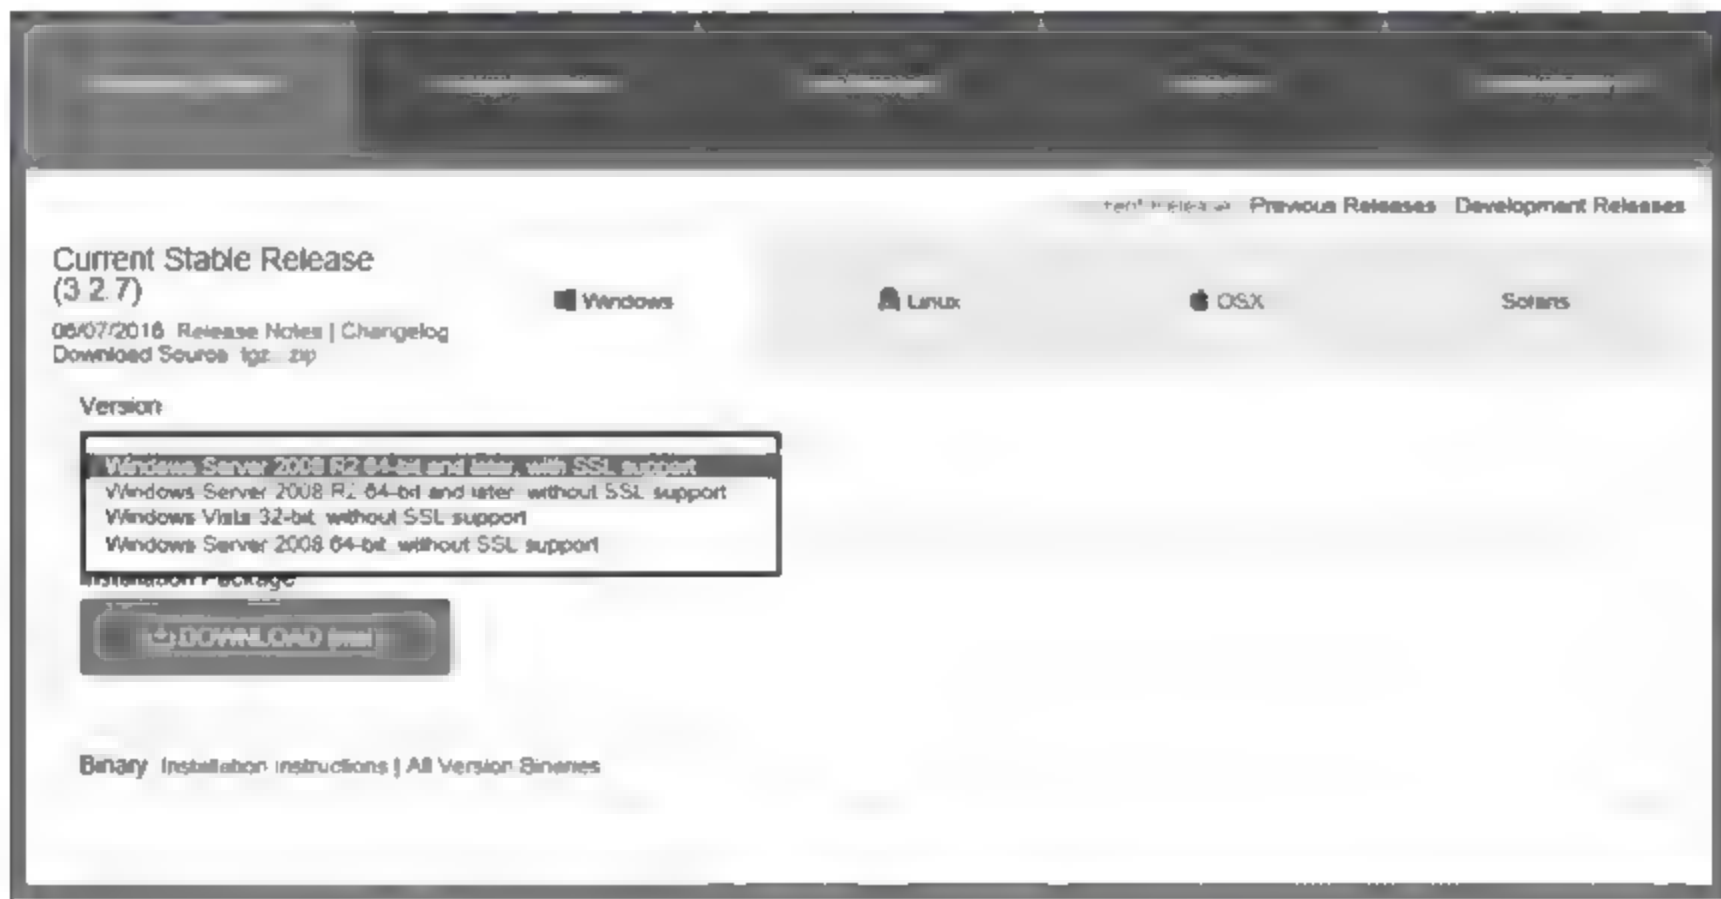 Previous Releases Development Releases
Current Stable Release
(3.2.7)
Windows Linux OSX Solaris
06/07/2016 Release Notes | Changelog
Download Source tgz zip
Version
Windows Server 2008 R2 64-bit and later, with SSL support
Windows Server 2008 R2 64-bit and later, without SSL support
Windows Vista 32-bit, without SSL support
Windows Server 2008 64-bit, without SSL support
Installation Package
DOWNLOAD (msi)
Binary Installation Instructions | All Version Binaries